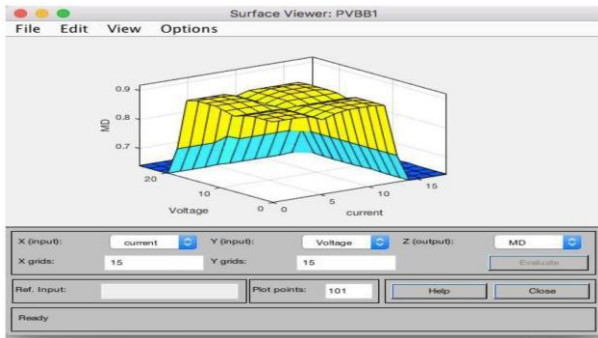 Surface Viewer: PVBB1
File Edit View Options
0.9
0.8
0.7
MD
20
10
0
Voltage
0
5
10
15
current
X (input): current Y (input): Voltage Z (output): MD
X grids: 15 Y grids: 15 Evaluate
Ref. Input: Plot points: 101 Help Close
Ready